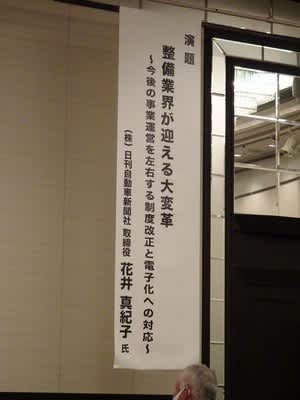 演題
整備業界が迎える大変革
～今後の事業運営を左右する制度改正と電子化への対応～
(株)日刊自動車新聞社 取締役 花井 真紀子 氏